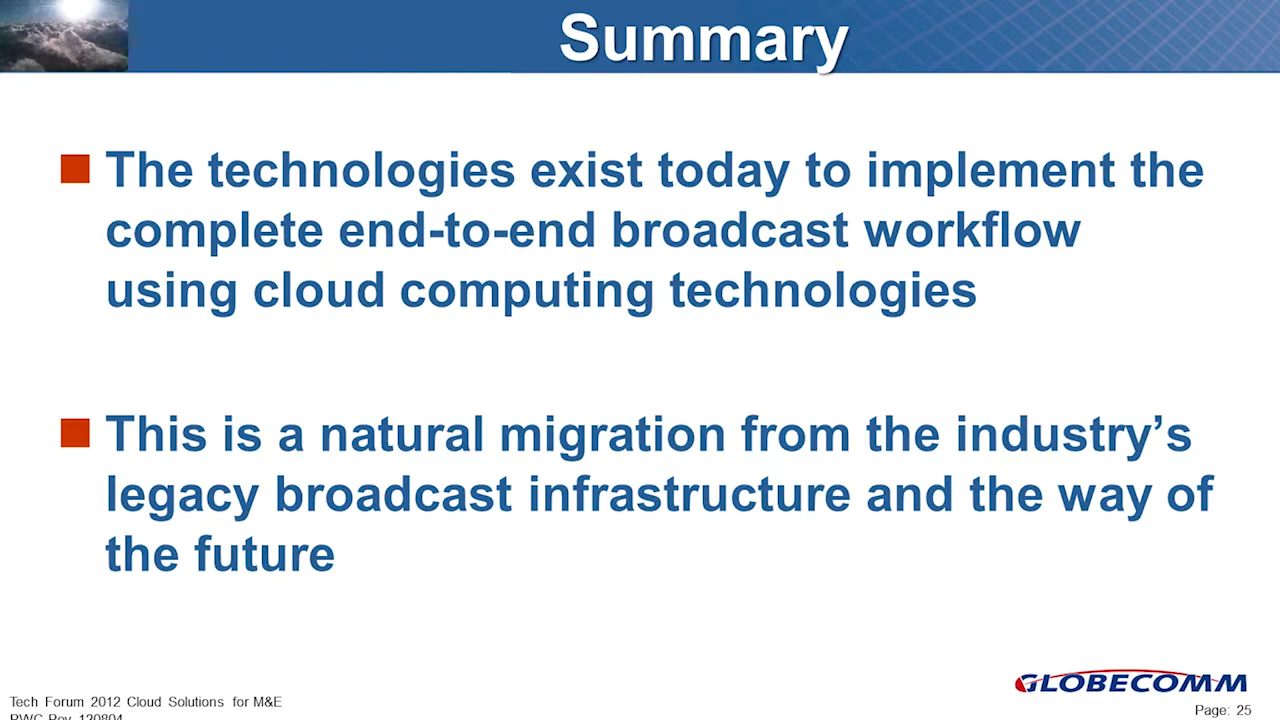 Summary
The technologies exist today to implement the
complete end-to-end broadcast workflow
using cloud computing technologies
This is a natural migration from the industry’s
legacy broadcast infrastructure and the way of
the future
GLOBECOMM
Tech Forum 2012 Cloud Solutions for M&E
RWC Rev. 120804
Page: 25